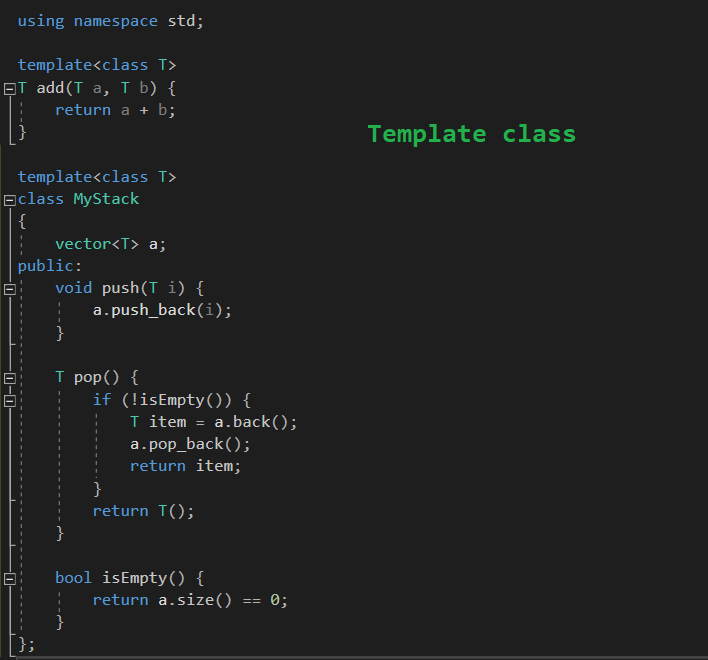 using namespace std;
template<class T>
T add(T a, T b) {
return a + b;
}
Template class
template<class T>
class MyStack
{
vector<T> a;
public:
void push(T i) {
a.push_back(i);
}
T pop() {
if (!isEmpty()) {
T item = a.back();
a.pop_back();
return item;
}
return T();
}
bool isEmpty() {
return a.size() == 0;
}
};